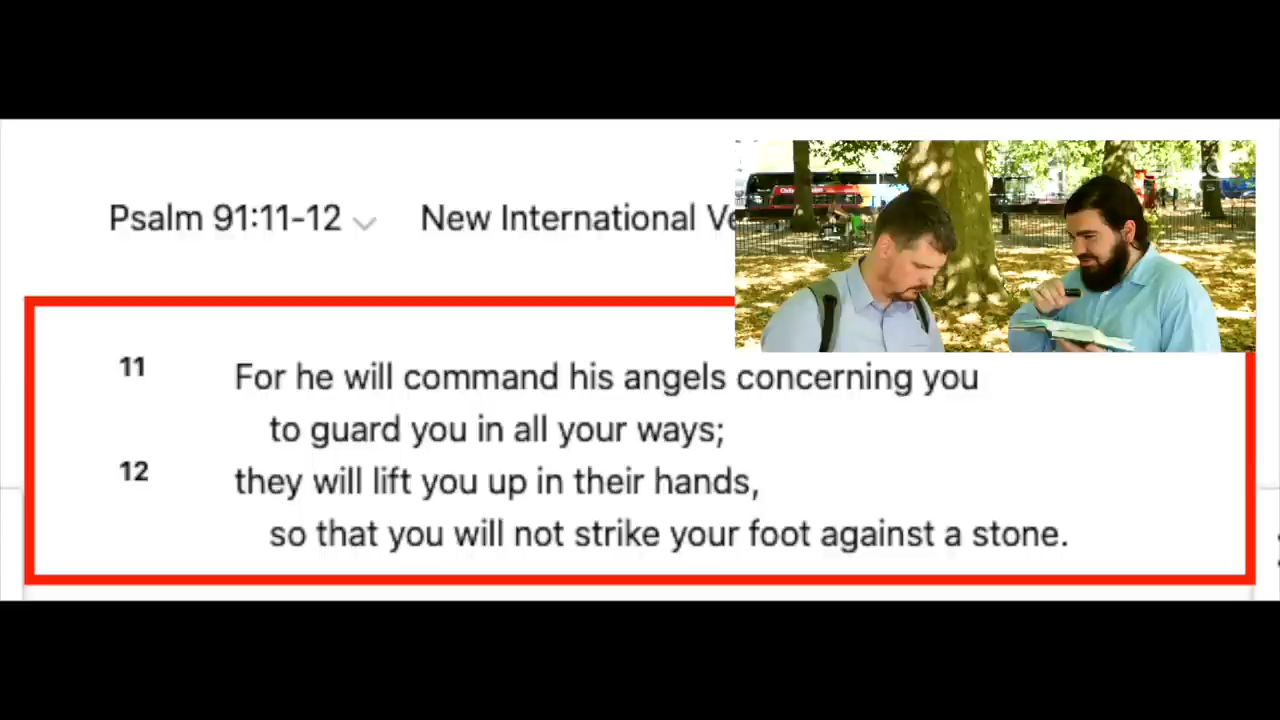 Psalm 91:11-12 New International
11 For he will command his angels concerning you
to guard you in all your ways;
12 they will lift you up in their hands,
so that you will not strike your foot against a stone.